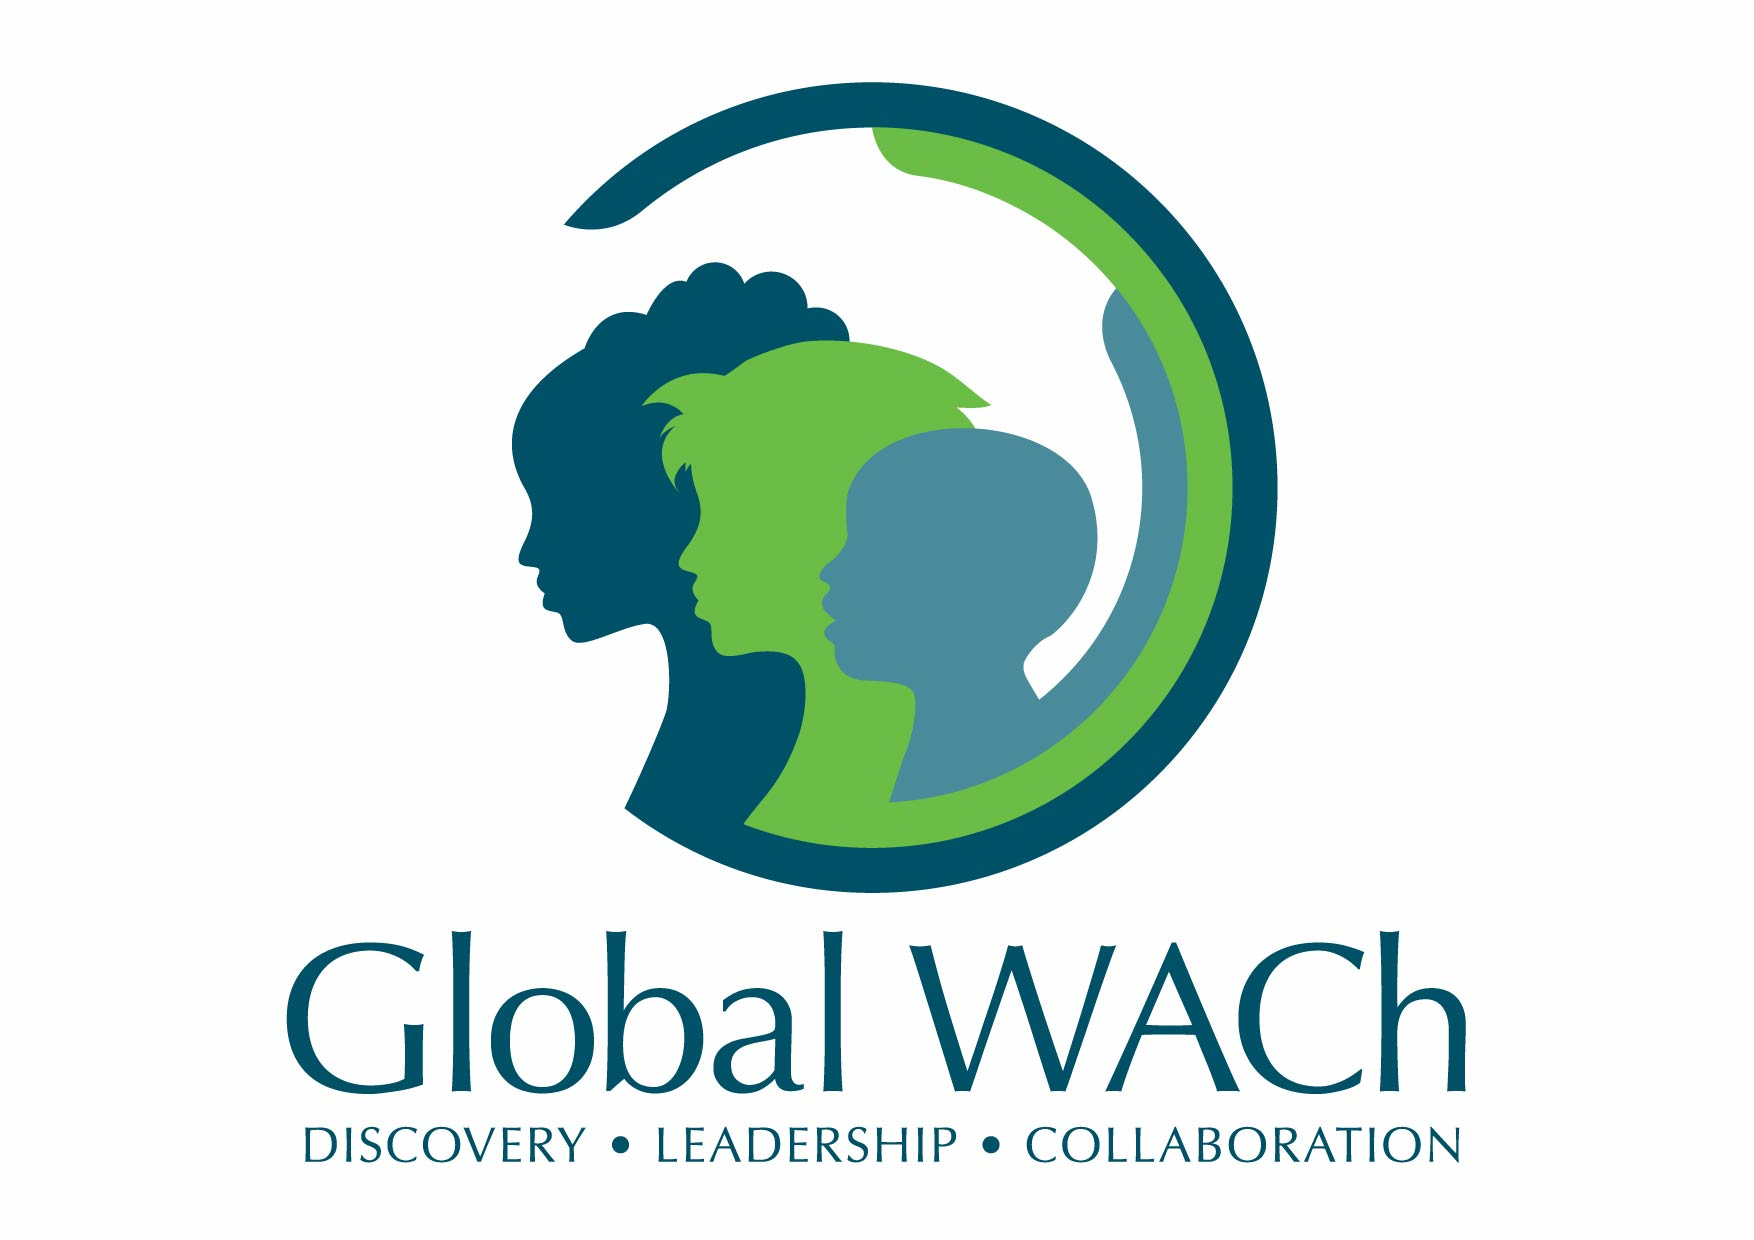 Global WACh
DISCOVERY • LEADERSHIP • COLLABORATION